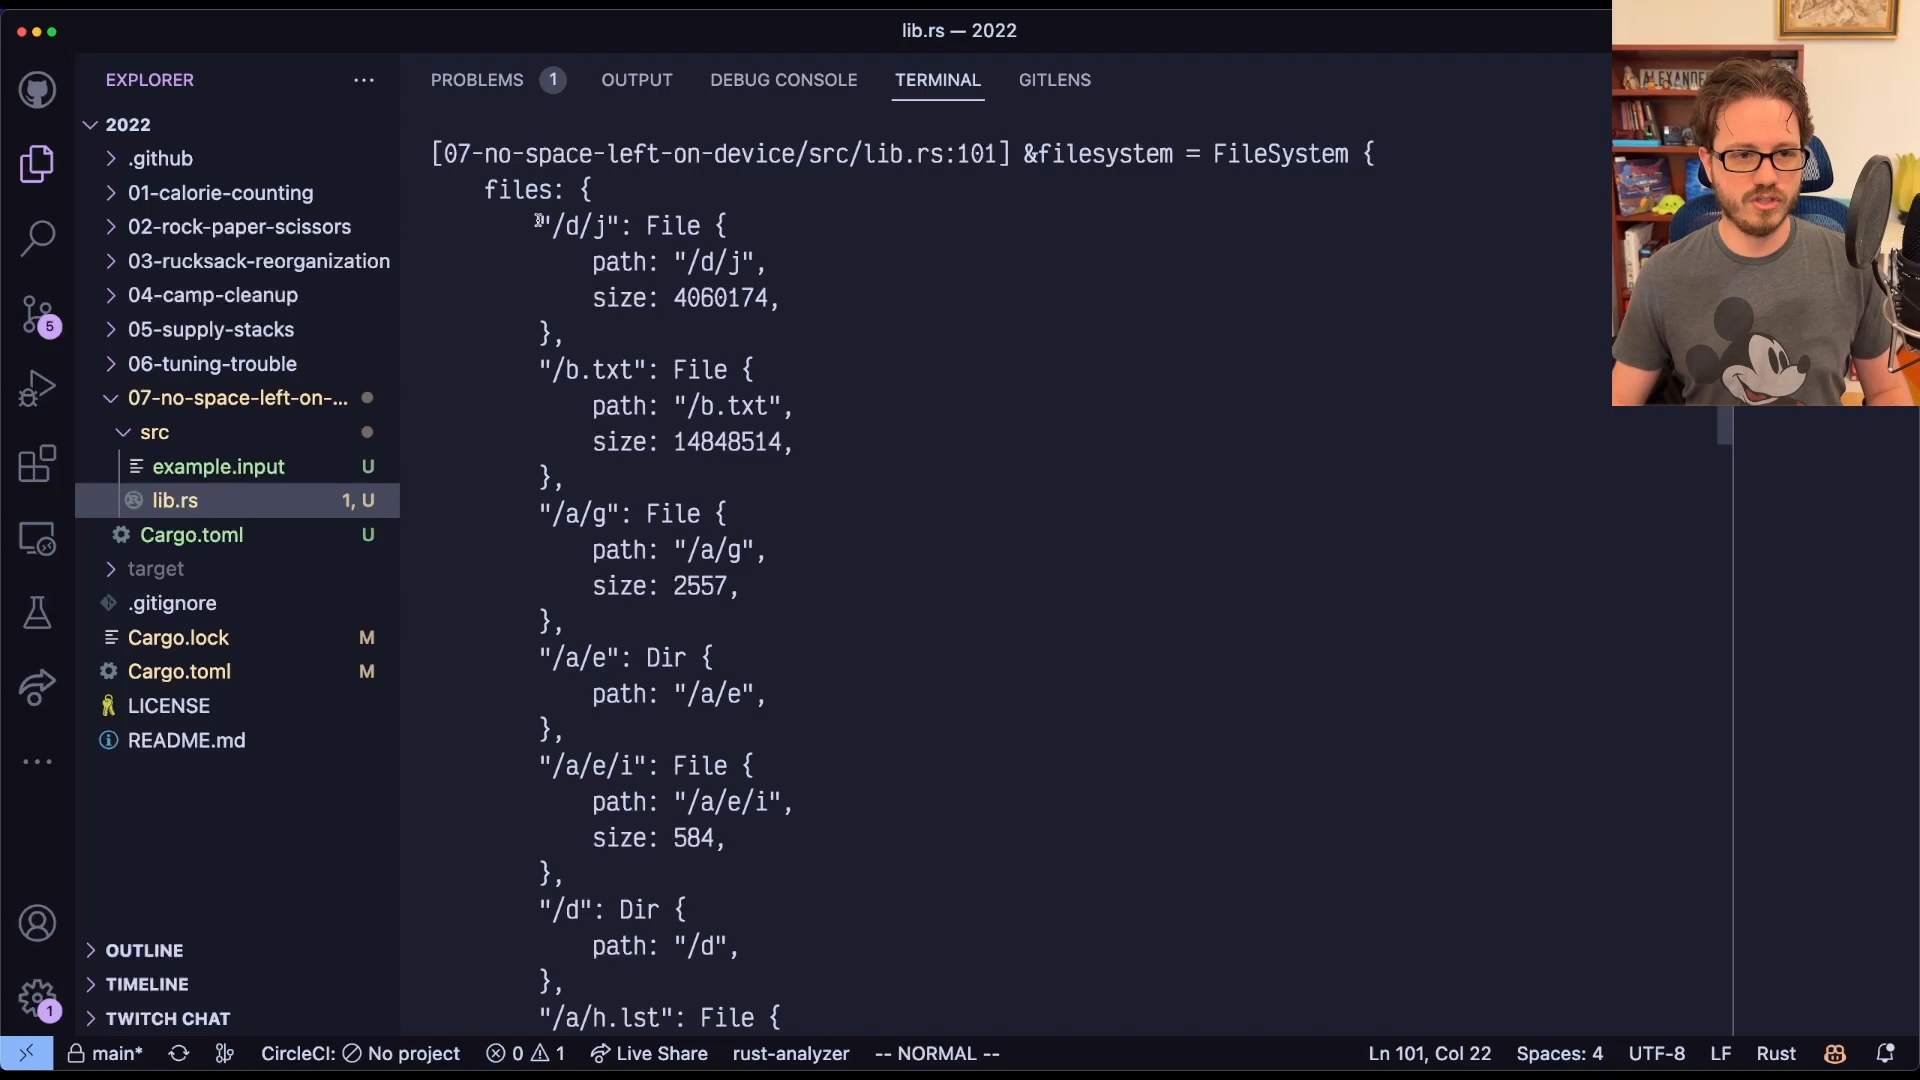 lib.rs — 2022
EXPLORER
PROBLEMS 1 OUTPUT DEBUG CONSOLE TERMINAL GITLENS
2022
.github
01-calorie-counting
02-rock-paper-scissors
03-rucksack-reorganization
04-camp-cleanup
05-supply-stacks
06-tuning-trouble
07-no-space-left-on-...
src
example.input U
lib.rs 1, U
Cargo.toml U
target
.gitignore
Cargo.lock M
Cargo.toml M
LICENSE
README.md
OUTLINE
TIMELINE
TWITCH CHAT
5
1
[07-no-space-left-on-device/src/lib.rs:101] &filesystem = FileSystem {
files: {
"/d/j": File {
path: "/d/j",
size: 4060174,
},
"/b.txt": File {
path: "/b.txt",
size: 14848514,
},
"/a/g": File {
path: "/a/g",
size: 2557,
},
"/a/e": Dir {
path: "/a/e",
},
"/a/e/i": File {
path: "/a/e/i",
size: 584,
},
"/d": Dir {
path: "/d",
},
"/a/h.lst": File {
main* CircleCI: No project 0 1 Live Share rust-analyzer -- NORMAL -- Ln 101, Col 22 Spaces: 4 UTF-8 LF Rust